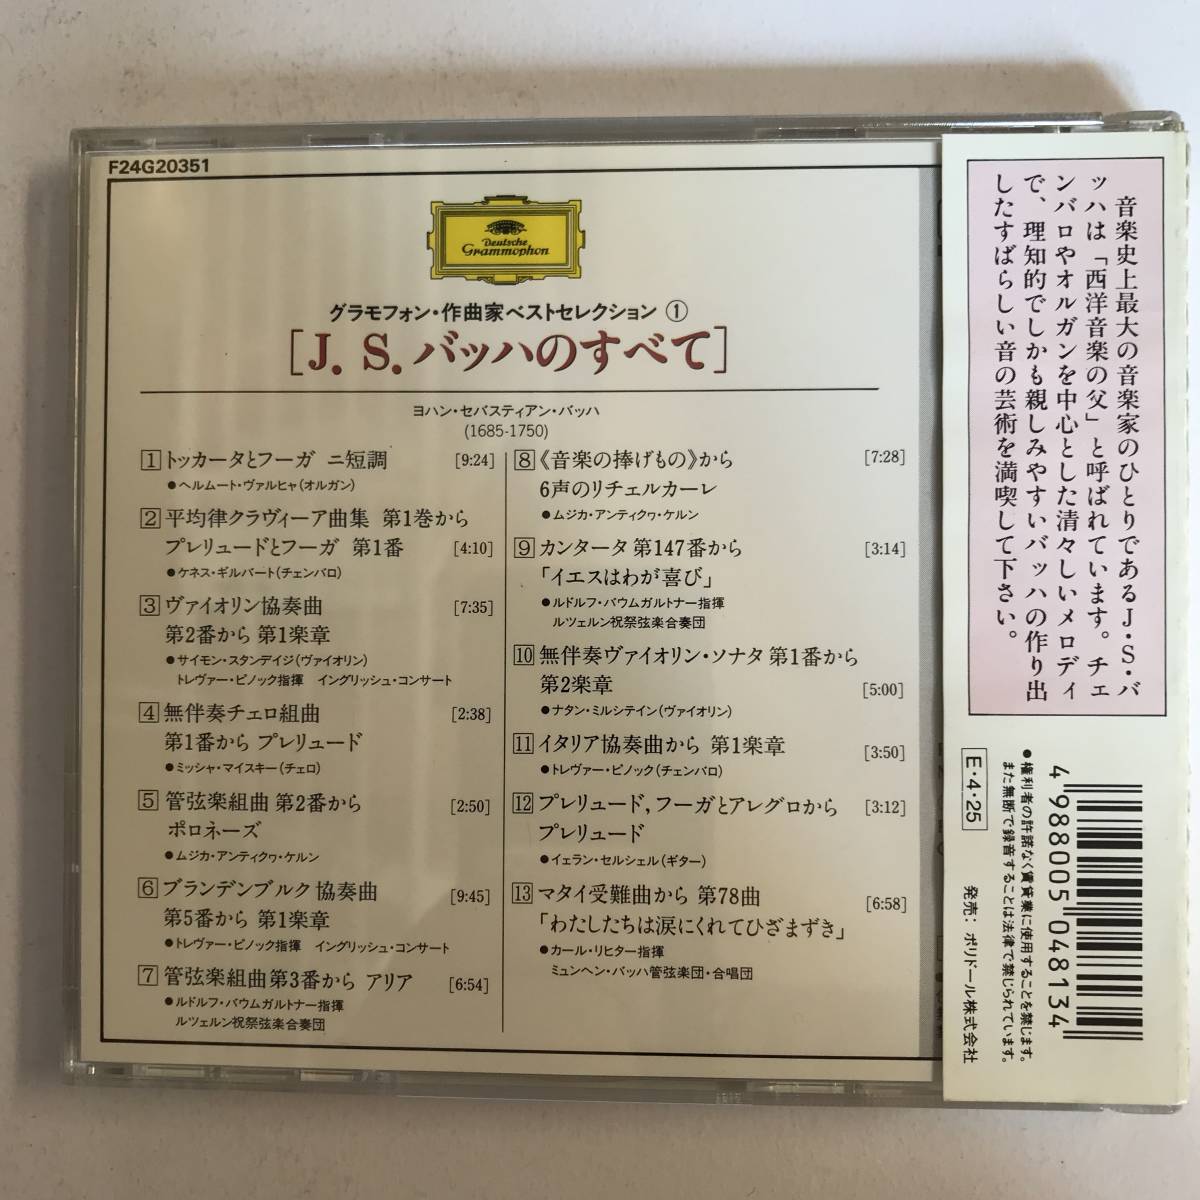 F24G20351
Deutsche
Grammophon
グラモフォン・作曲家ベストセレクション ①
[J. S. バッハのすべて]
ヨハン・セバスティアン・バッハ
(1685-1750)
1 トッカータとフーガ ニ短調 [9:24]
●ヘルムート・ヴァルヒャ(オルガン)
2 平均律クラヴィーア曲集 第1巻から
プレリュードとフーガ 第1番 [4:10]
●ケネス・ギルバート(チェンバロ)
3 ヴァイオリン協奏曲 [7:35]
第2番から 第1楽章
●サイモン・スタンデイジ(ヴァイオリン)
トレヴァー・ピノック指揮 イングリッシュ・コンサート
4 無伴奏チェロ組曲 [2:38]
第1番から プレリュード
●ミッシャ・マイスキー(チェロ)
5 管弦楽組曲 第2番から [2:50]
ポロネーズ
●ムジカ・アンティクヮ・ケルン
6 ブランデンブルク協奏曲 [9:45]
第5番から 第1楽章
●トレヴァー・ピノック指揮 イングリッシュ・コンサート
7 管弦楽組曲第3番から アリア [6:54]
●ルドルフ・バウムガルトナー指揮
ルツェルン祝祭弦楽合奏団
8 《音楽の捧げもの》から [7:28]
6声のリチェルカーレ
●ムジカ・アンティクヮ・ケルン
9 カンタータ 第147番から [3:14]
「イエスはわが喜び」
●ルドルフ・バウムガルトナー指揮
ルツェルン祝祭弦楽合奏団
10 無伴奏ヴァイオリン・ソナタ 第1番から
第2楽章 [5:00]
●ナタン・ミルシテイン(ヴァイオリン)
11 イタリア協奏曲から 第1楽章 [3:50]
●トレヴァー・ピノック(チェンバロ)
12 プレリュード, フーガとアレグロから [3:12]
プレリュード
●イェラン・セルシェル(ギター)
13 マタイ受難曲から 第78曲 [6:58]
「わたしたちは涙にくれてひざまずき」
●カール・リヒター指揮
ミュンヘン・バッハ管弦楽団・合唱団
音楽史上最大の音楽家のひとりであるJ・S・バ
ッハは「西洋音楽の父」と呼ばれています。チェ
ンバロやオルガンを中心とした清々しいメロディ
で、理知的でしかも親しみやすいバッハの作り出
したすばらしい音の芸術を満喫して下さい。
4 988005 048134
●権利者の許諾なく賃貸業に使用することを禁じます。
また無断で録音することは法律で禁じられています。
E・4・25
発売: ポリドール株式会社